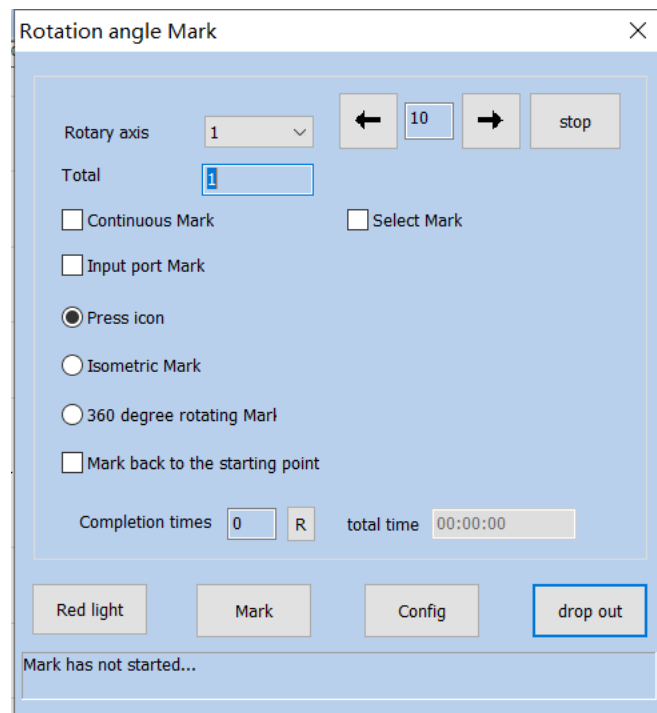 Rotation angle Mark
Rotary axis 1 10 stop
Total 1
Continuous Mark Select Mark
Input port Mark
Press icon
Isometric Mark
360 degree rotating Mark
Mark back to the starting point
Completion times 0 R total time 00:00:00
Red light Mark Config drop out
Mark has not started...